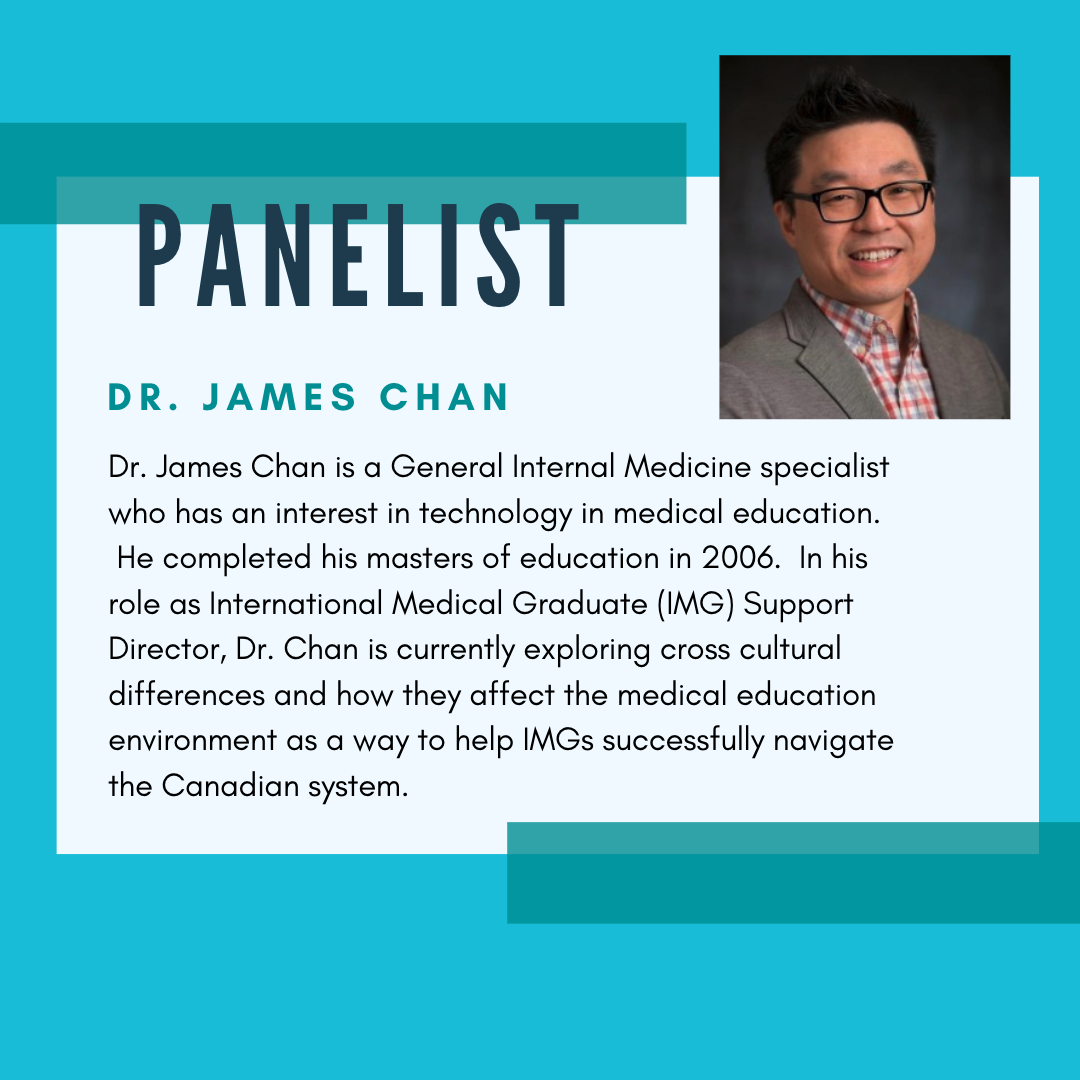 PANELIST
DR. JAMES CHAN
Dr. James Chan is a General Internal Medicine specialist
who has an interest in technology in medical education.
He completed his masters of education in 2006.  In his
role as International Medical Graduate (IMG) Support
Director, Dr. Chan is currently exploring cross cultural
differences and how they affect the medical education
environment as a way to help IMGs successfully navigate
the Canadian system.